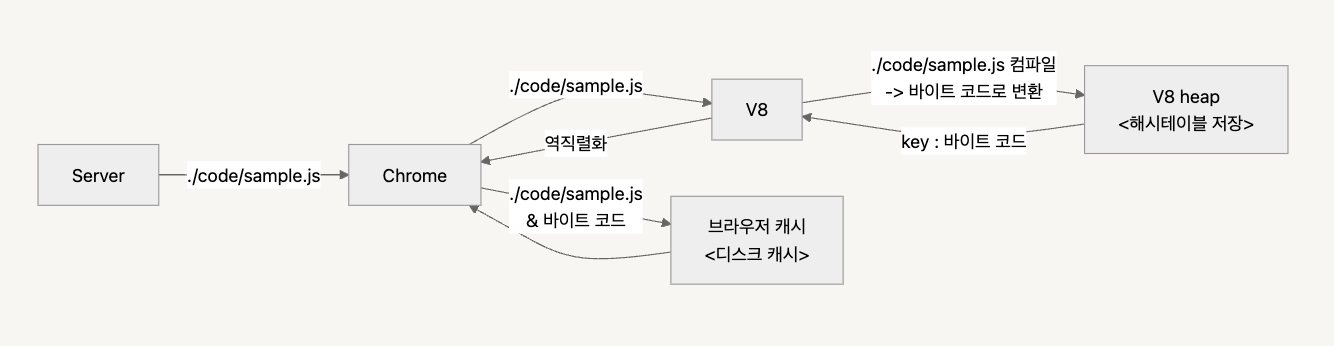 Server
./code/sample.js
Chrome
./code/sample.js
역직렬화
./code/sample.js
& 바이트 코드
V8
브라우저 캐시
<디스크 캐시>
./code/sample.js 컴파일
-> 바이트 코드로 변환
key : 바이트 코드
V8 heap
<해시테이블 저장>